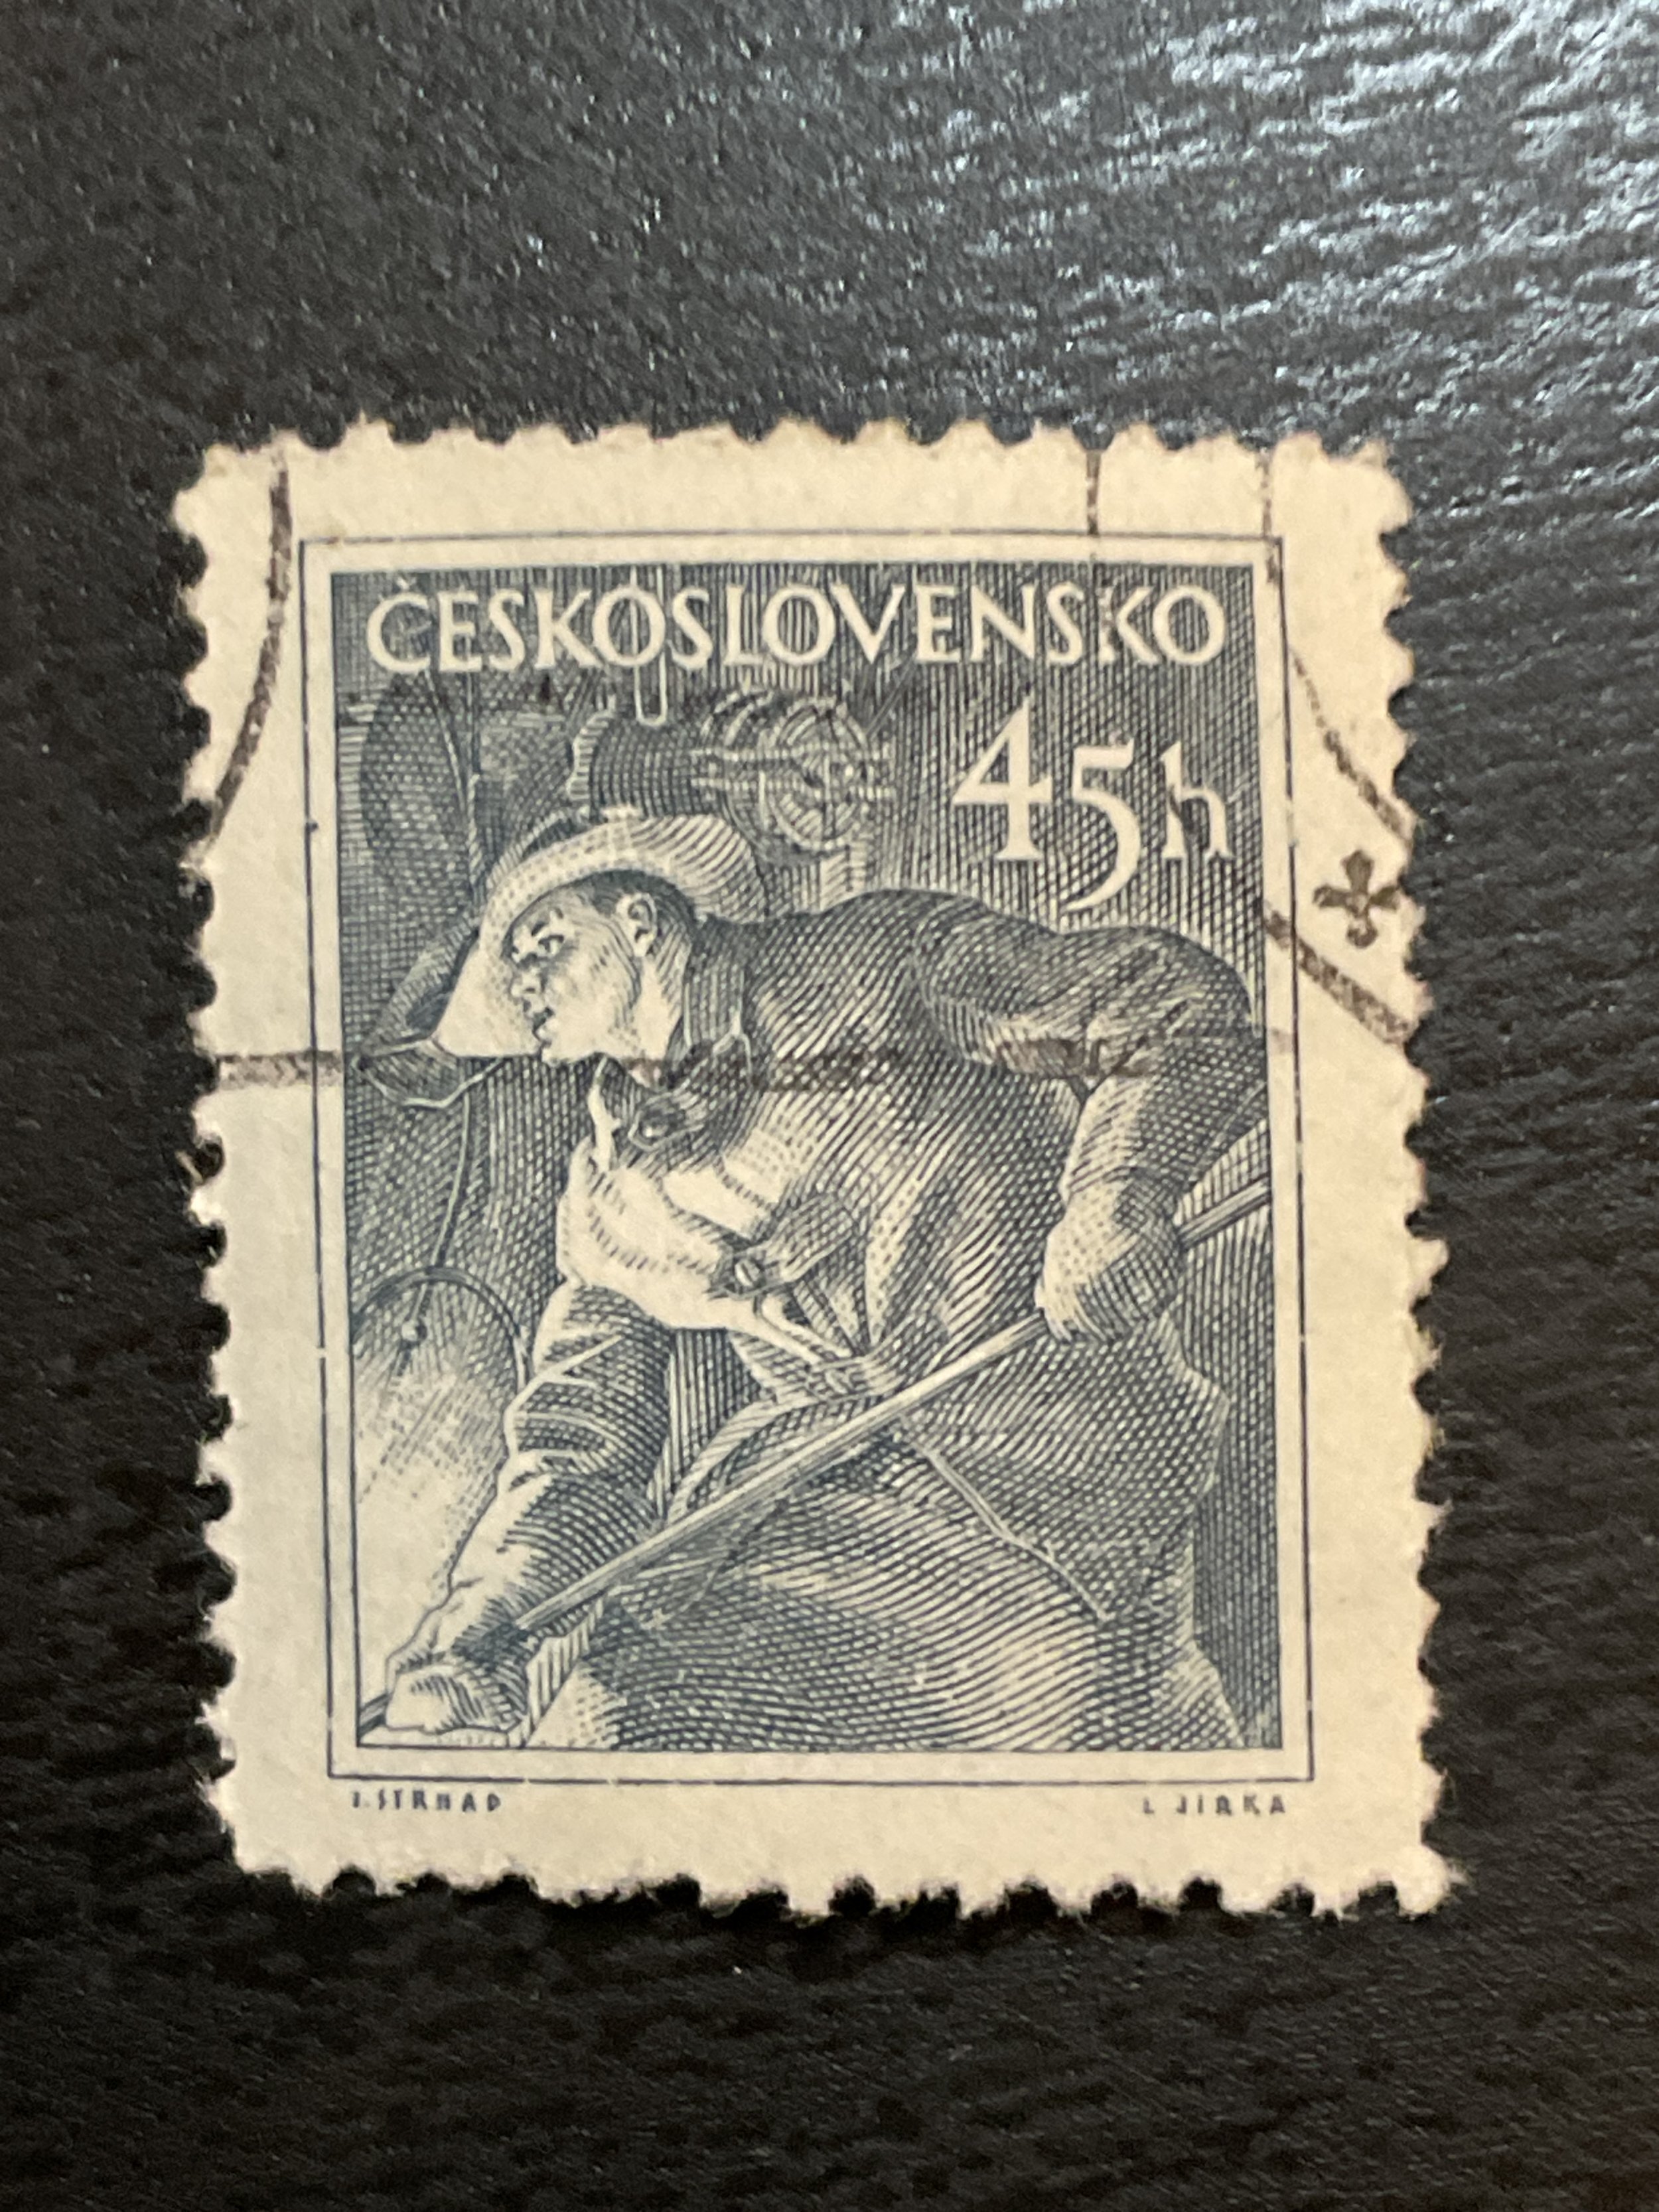 ČESKOSLOVENSKO
45h
J. STRNAD
L. JIRKA